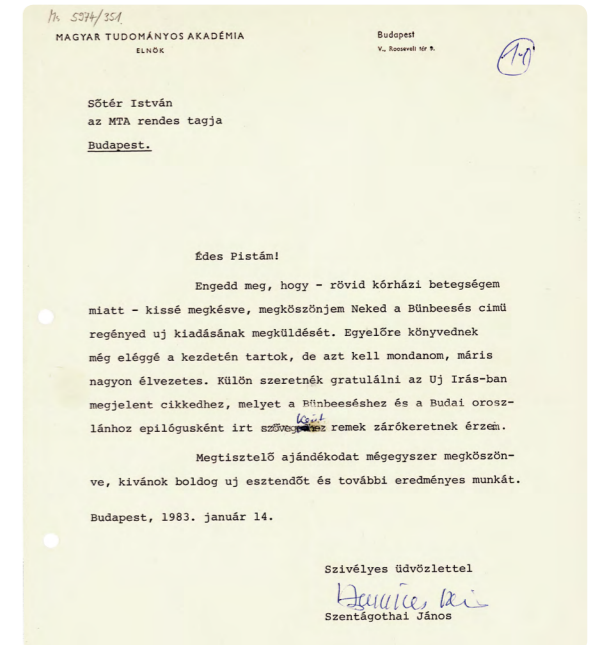 Ms 5974/351
MAGYAR TUDOMÁNYOS AKADÉMIA
ELNÖK
Budapest
V., Roosevelt tér 9.
Sőtér István
az MTA rendes tagja
Budapest.
Édes Pistám!
Engedd meg, hogy - rövid kórházi betegségem
miatt - kissé megkésve, megköszönjem Neked a Bünbeesés cimü
regényed uj kiadásának megküldését. Egyelőre könyvednek
még eléggé a kezdetén tartok, de azt kell mondanom, máris
nagyon élvezetes. Külön szeretnék gratulálni az Uj Irás-ban
megjelent cikkedhez, melyet a Bünbeeséshez és a Budai orosz-
lánhoz epilógusként irt remek zárókeretnek érzem.
Megtisztelő ajándékodat mégegyszer megköszön-
ve, kivánok boldog uj esztendőt és további eredményes munkát.
Budapest, 1983. január 14.
Szivélyes üdvözlettel
Szentágothai János